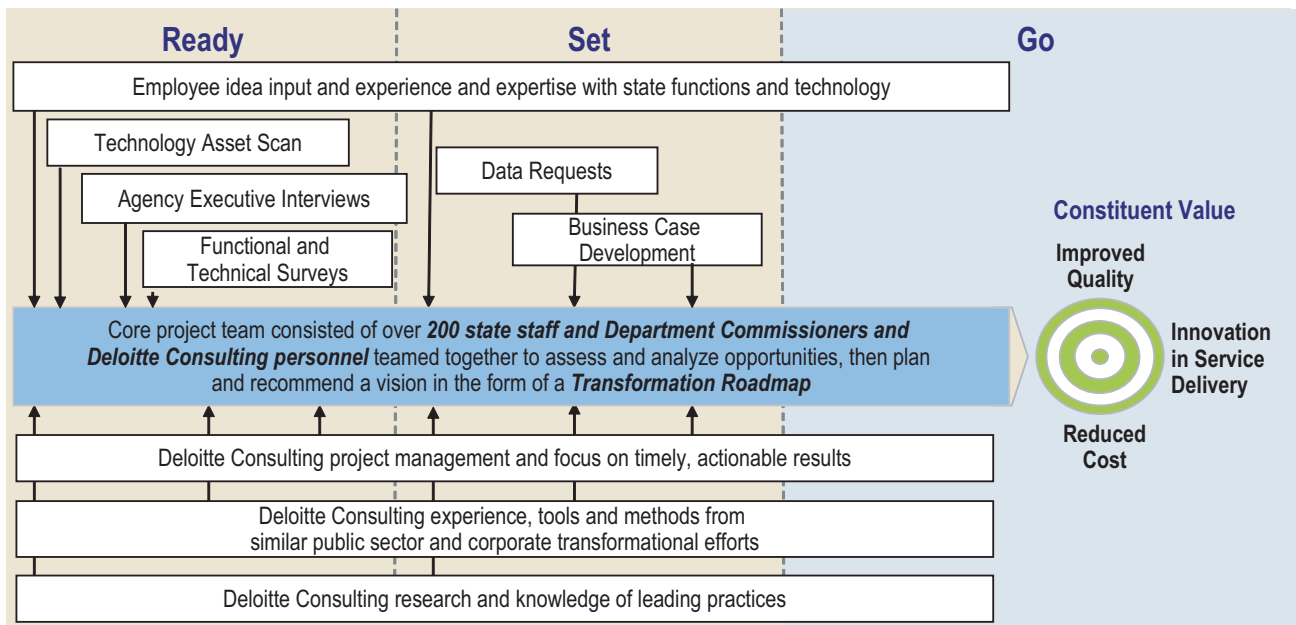 Ready
Set
Go
Employee idea input and experience and expertise with state functions and technology
Technology Asset Scan
Data Requests
Agency Executive Interviews
Business Case
Development
Functional and
Technical Surveys
Constituent Value
Improved
Quality
Innovation
in Service
Delivery
Reduced
Cost
Core project team consisted of over 200 state staff and Department Commissioners and
Deloitte Consulting personnel teamed together to assess and analyze opportunities, then plan
and recommend a vision in the form of a Transformation Roadmap
Deloitte Consulting project management and focus on timely, actionable results
Deloitte Consulting experience, tools and methods from
similar public sector and corporate transformational efforts
Deloitte Consulting research and knowledge of leading practices